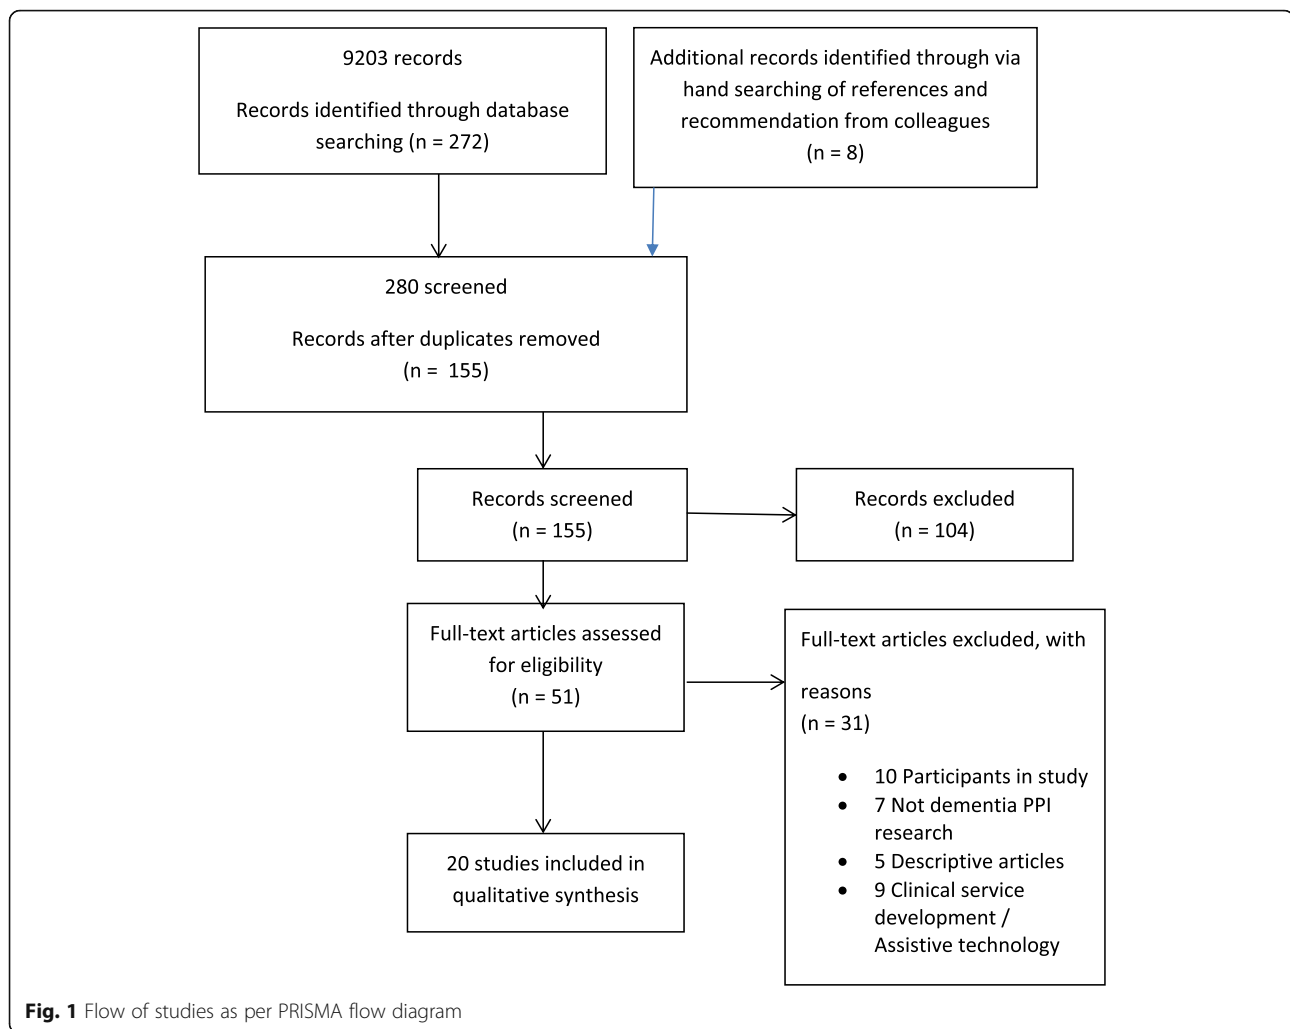 9203 records
Records identified through database
searching (n = 272)
Additional records identified through via
hand searching of references and
recommendation from colleagues
(n = 8)
280 screened
Records after duplicates removed
(n = 155)
Records screened
(n = 155)
Records excluded
(n = 104)
Full-text articles assessed
for eligibility
(n = 51)
Full-text articles excluded, with
reasons
(n = 31)
• 10 Participants in study
• 7 Not dementia PPI
research
• 5 Descriptive articles
• 9 Clinical service
development /
Assistive technology
20 studies included in
qualitative synthesis
Fig. 1 Flow of studies as per PRISMA flow diagram